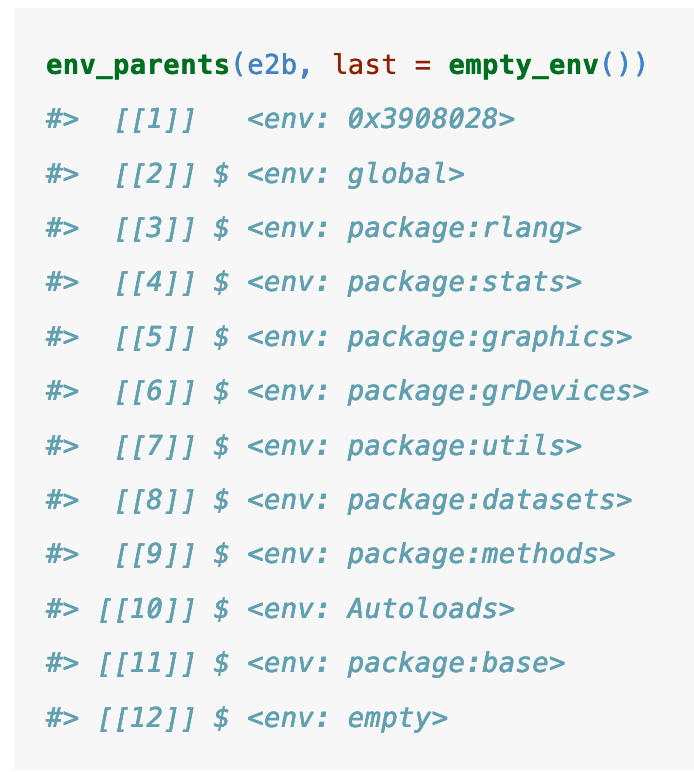 env_parents(e2b, last = empty_env())
#>  [[1]]   <env: 0x3908028>
#>  [[2]] $ <env: global>
#>  [[3]] $ <env: package:rlang>
#>  [[4]] $ <env: package:stats>
#>  [[5]] $ <env: package:graphics>
#>  [[6]] $ <env: package:grDevices>
#>  [[7]] $ <env: package:utils>
#>  [[8]] $ <env: package:datasets>
#>  [[9]] $ <env: package:methods>
#> [[10]] $ <env: Autoloads>
#> [[11]] $ <env: package:base>
#> [[12]] $ <env: empty>